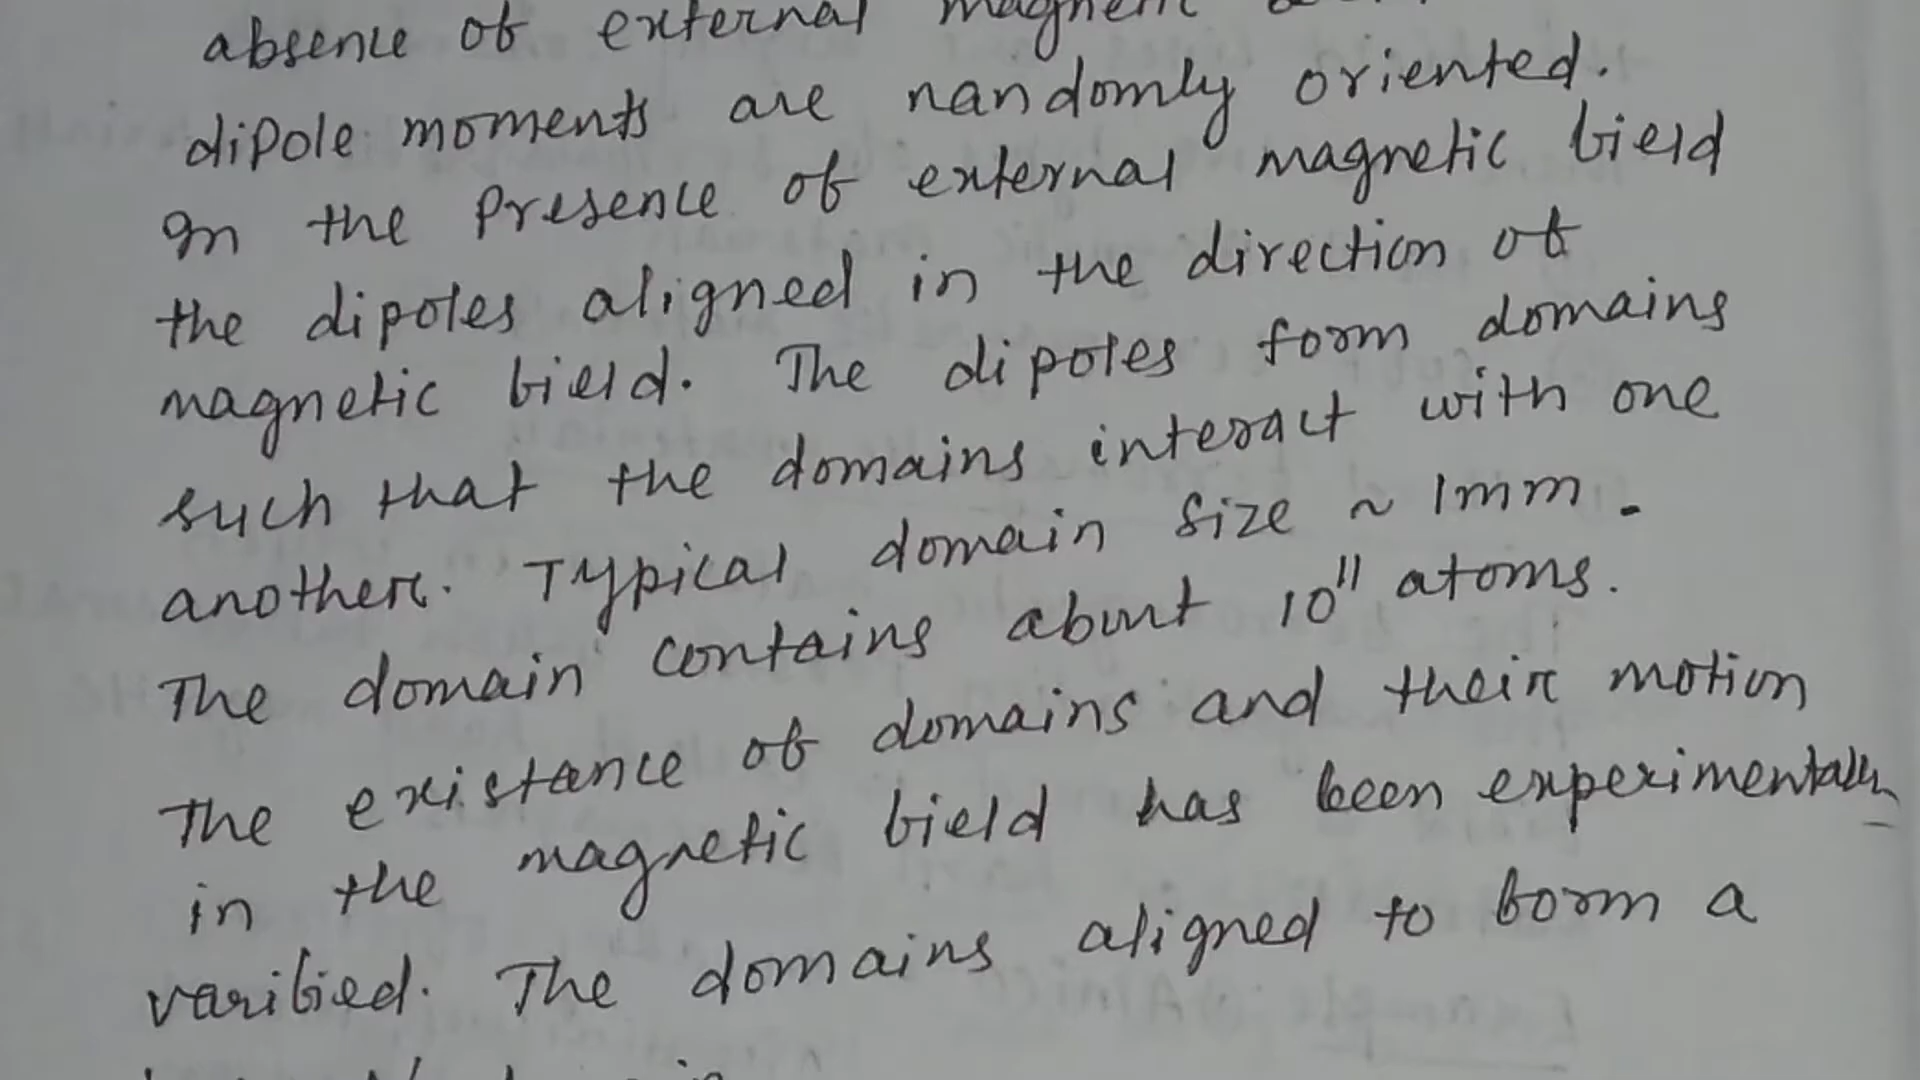 absence of external magnetic
dipole moments are randomly oriented.
In the presence of external magnetic field
the dipoles aligned in the direction of
magnetic field. The dipoles form domains
such that the domains interact with one
another. Typical domain size ~ 1mm.
The domain contains about 10¹¹ atoms.
The existance of domains and their motion
in the magnetic field has been experimentally
varified. The domains aligned to form a